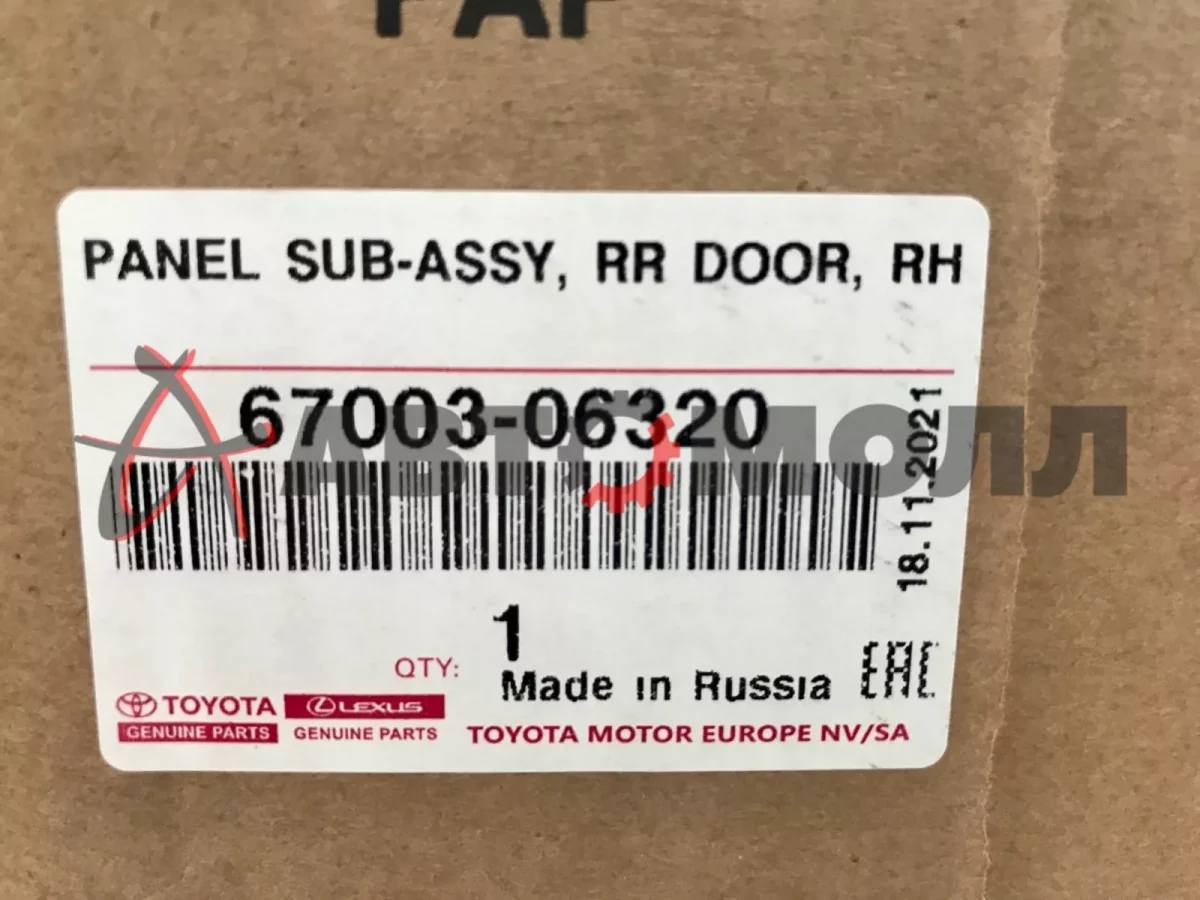 PANEL SUB-ASSY, RR DOOR, RH
67003-06320
АВТОМОЛЛ
18.11.2021
1
QTY:
Made in Russia
EAC
TOYOTA
LEXUS
GENUINE PARTS
GENUINE PARTS
TOYOTA MOTOR EUROPE NV/SA